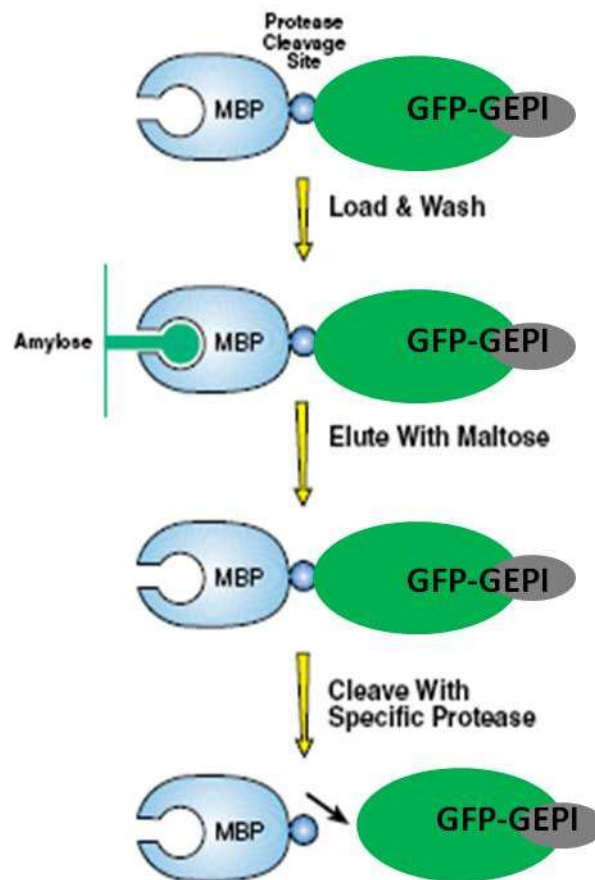 Protease
Cleavage
Site
MBP
GFP-GEPI
Load & Wash
Amylose
MBP
GFP-GEPI
Elute With Maltose
MBP
GFP-GEPI
Cleave With
Specific Protease
MBP
GFP-GEPI